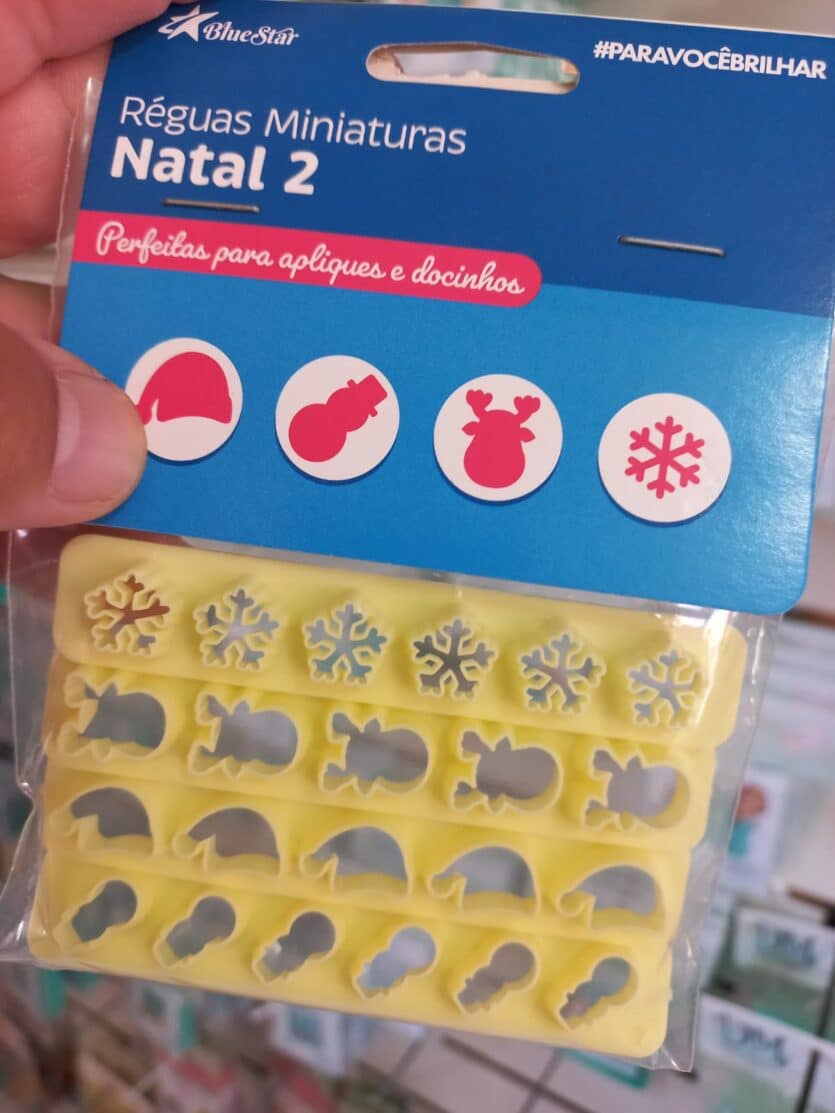 BlueStar
#PARAVOCÊBRILHAR
Réguas Miniaturas
Natal 2
Perfeitas para apliques e docinhos